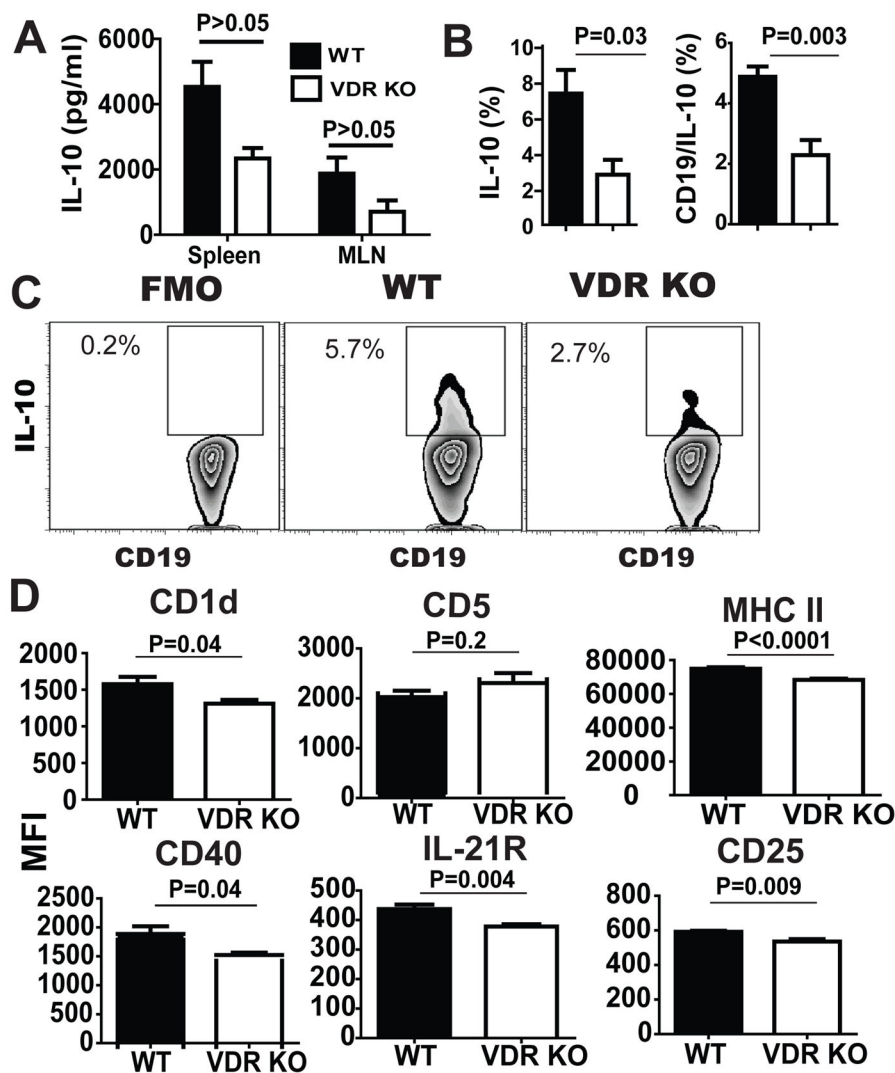 A
IL-10 (pg/ml)
6000
4000
2000
0
P>0.05
P>0.05
WT
VDR KO
Spleen
MLN
B
IL-10 (%)
10
8
6
4
2
0
P=0.03
CD19/IL-10 (%)
6
4
2
0
P=0.003
C
FMO
WT
VDR KO
IL-10
0.2%
5.7%
2.7%
CD19
CD19
CD19
D
MFI
CD1d
P=0.04
2000
1500
1000
500
0
WT
VDR KO
CD5
P=0.2
3000
2000
1000
0
WT
VDR KO
MHC II
P<0.0001
80000
60000
40000
20000
0
WT
VDR KO
CD40
P=0.04
2500
2000
1500
1000
500
0
WT
VDR KO
IL-21R
P=0.004
500
400
300
200
100
0
WT
VDR KO
CD25
P=0.009
800
600
400
200
0
WT
VDR KO